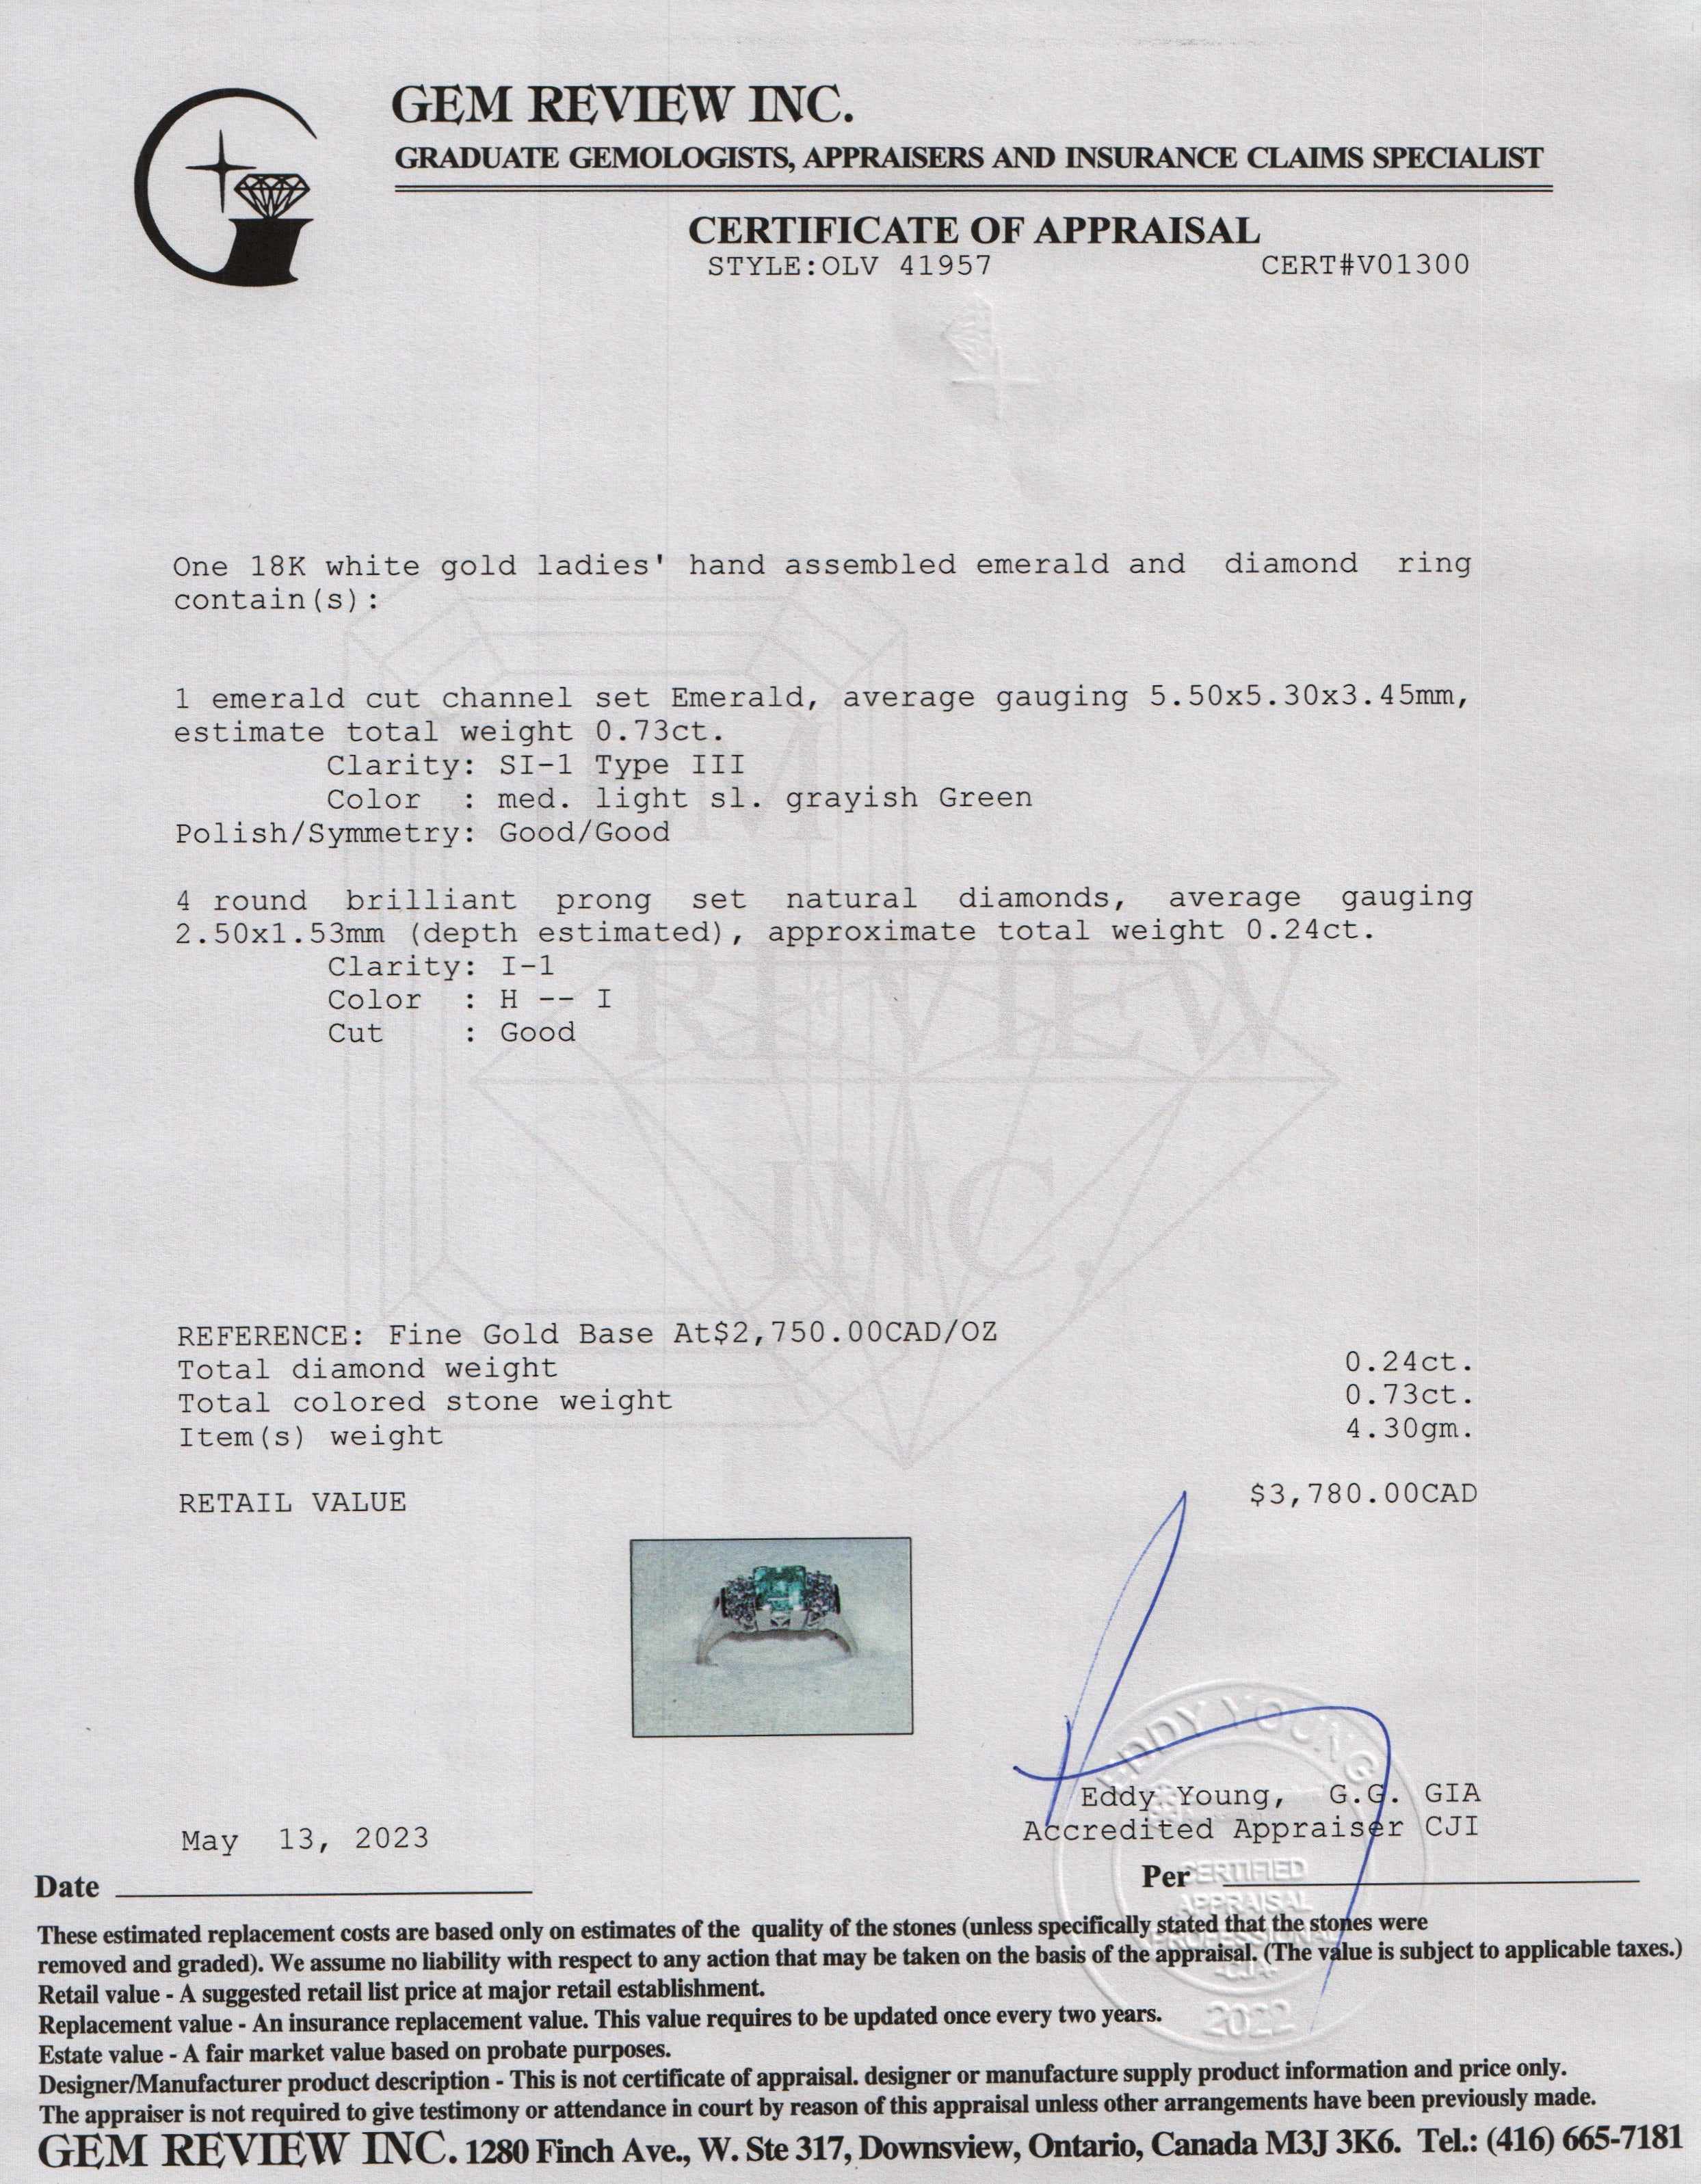 GEM REVIEW INC.
GRADUATE GEMOLOGISTS, APPRAISERS AND INSURANCE CLAIMS SPECIALIST
CERTIFICATE OF APPRAISAL
STYLE:OLV 41957 CERT#V01300
One 18K white gold ladies' hand assembled emerald and diamond ring
contain(s):
1 emerald cut channel set Emerald, average gauging 5.50x5.30x3.45mm,
estimate total weight 0.73ct.
Clarity: SI-1 Type III
Color : med. light sl. grayish Green
Polish/Symmetry: Good/Good
4 round brilliant prong set natural diamonds, average gauging
2.50x1.53mm (depth estimated), approximate total weight 0.24ct.
Clarity: I-1
Color : H -- I
Cut : Good
GEM
REVIEW
INC.
REFERENCE: Fine Gold Base At$2,750.00CAD/OZ
Total diamond weight 0.24ct.
Total colored stone weight 0.73ct.
Item(s) weight 4.30gm.
RETAIL VALUE $3,780.00CAD
EDDY YOUNG
Eddy Young, G.G. GIA
Accredited Appraiser CJI
May 13, 2023
CERTIFIED
APPRAISAL
PROFESSIONAL
CJA
2022
Date
Per
These estimated replacement costs are based only on estimates of the quality of the stones (unless specifically stated that the stones were
removed and graded). We assume no liability with respect to any action that may be taken on the basis of the appraisal. (The value is subject to applicable taxes.)
Retail value - A suggested retail list price at major retail establishment.
Replacement value - An insurance replacement value. This value requires to be updated once every two years.
Estate value - A fair market value based on probate purposes.
Designer/Manufacturer product description - This is not certificate of appraisal. designer or manufacture supply product information and price only.
The appraiser is not required to give testimony or attendance in court by reason of this appraisal unless other arrangements have been previously made.
GEM REVIEW INC. 1280 Finch Ave., W. Ste 317, Downsview, Ontario, Canada M3J 3K6. Tel.: (416) 665-7181